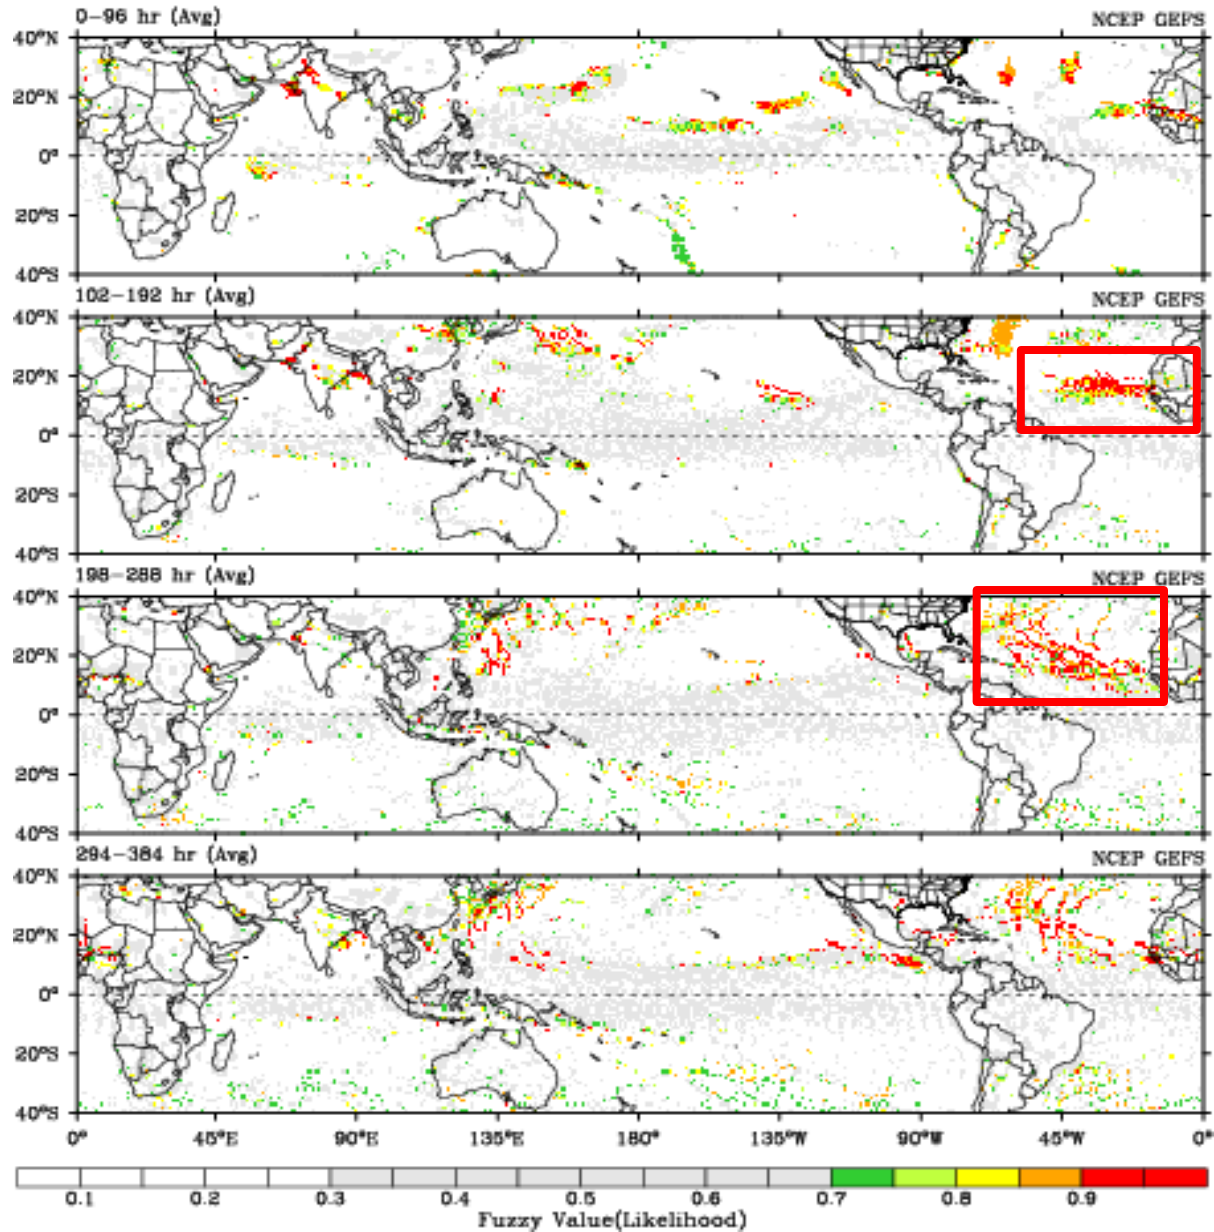 0-96 hr (Avg) NCEP GEFS
40°N
20°N
0°
20°S
40°S
102-192 hr (Avg) NCEP GEFS
40°N
20°N
0°
20°S
40°S
198-288 hr (Avg) NCEP GEFS
40°N
20°N
0°
20°S
40°S
294-384 hr (Avg) NCEP GEFS
40°N
20°N
0°
20°S
40°S
0° 45°E 90°E 135°E 180° 135°W 90°W 45°W 0°
0.1 0.2 0.3 0.4 0.5 0.6 0.7 0.8 0.9
Fuzzy Value(Likelihood)